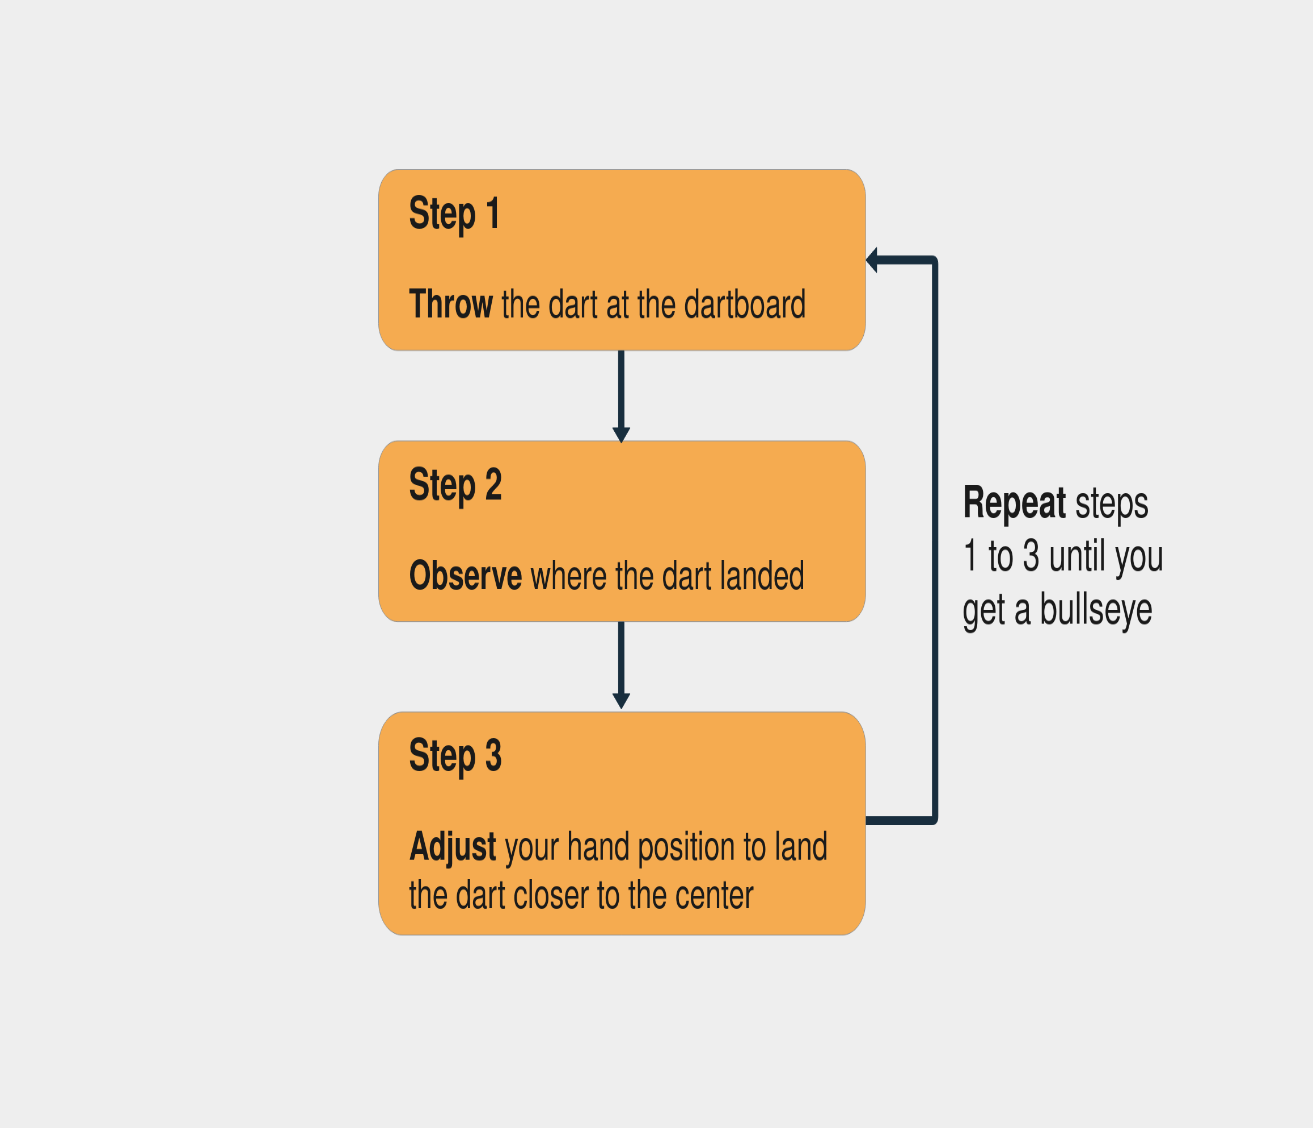 Step 1
Throw the dart at the dartboard
Step 2
Observe where the dart landed
Repeat steps
1 to 3 until you
get a bullseye
Step 3
Adjust your hand position to land
the dart closer to the center